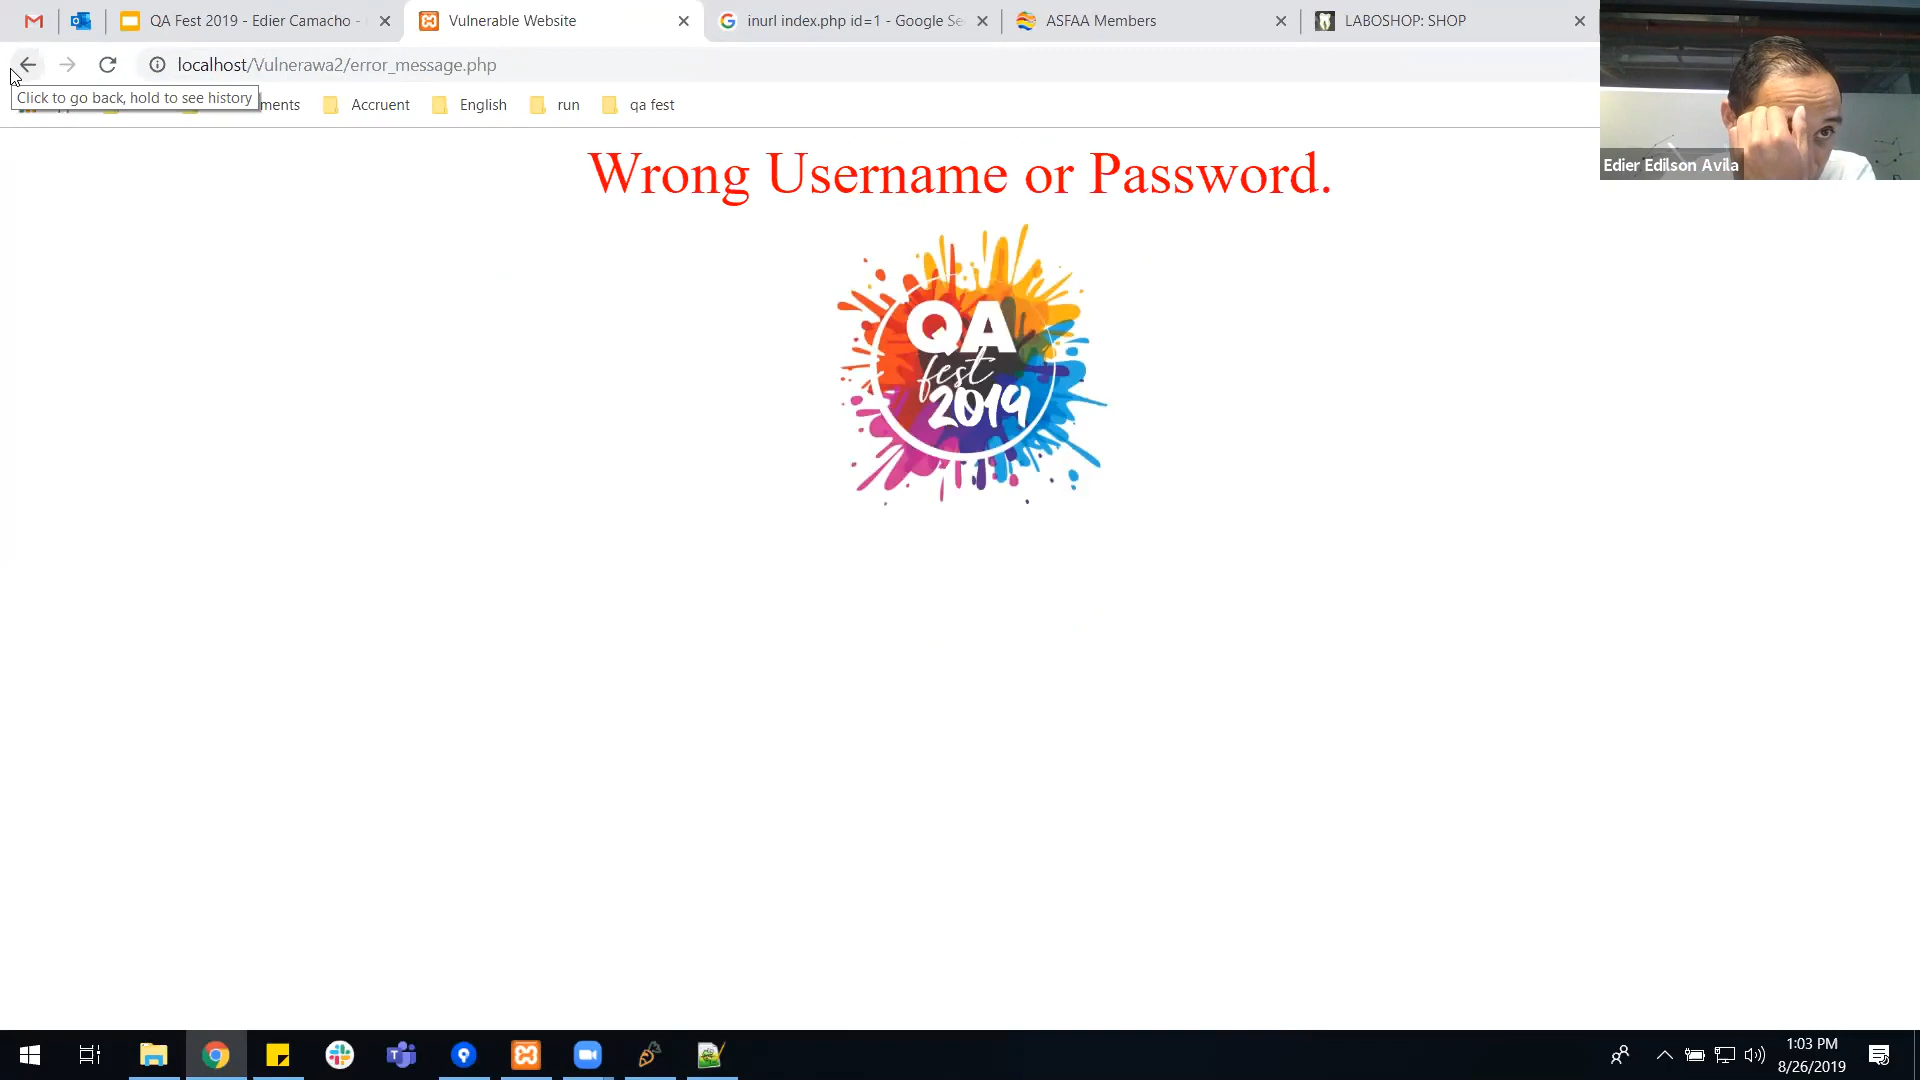 QA Fest 2019 - Edier Camacho -
Vulnerable Website
inurl index.php id=1 - Google Se
ASFAA Members
LABOSHOP: SHOP
localhost/Vulnerawa2/error_message.php
Click to go back, hold to see history
ments
Accruent
English
run
qa fest
Wrong Username or Password.
QA
fest
2019
Edier Edilson Avila
1:03 PM
8/26/2019